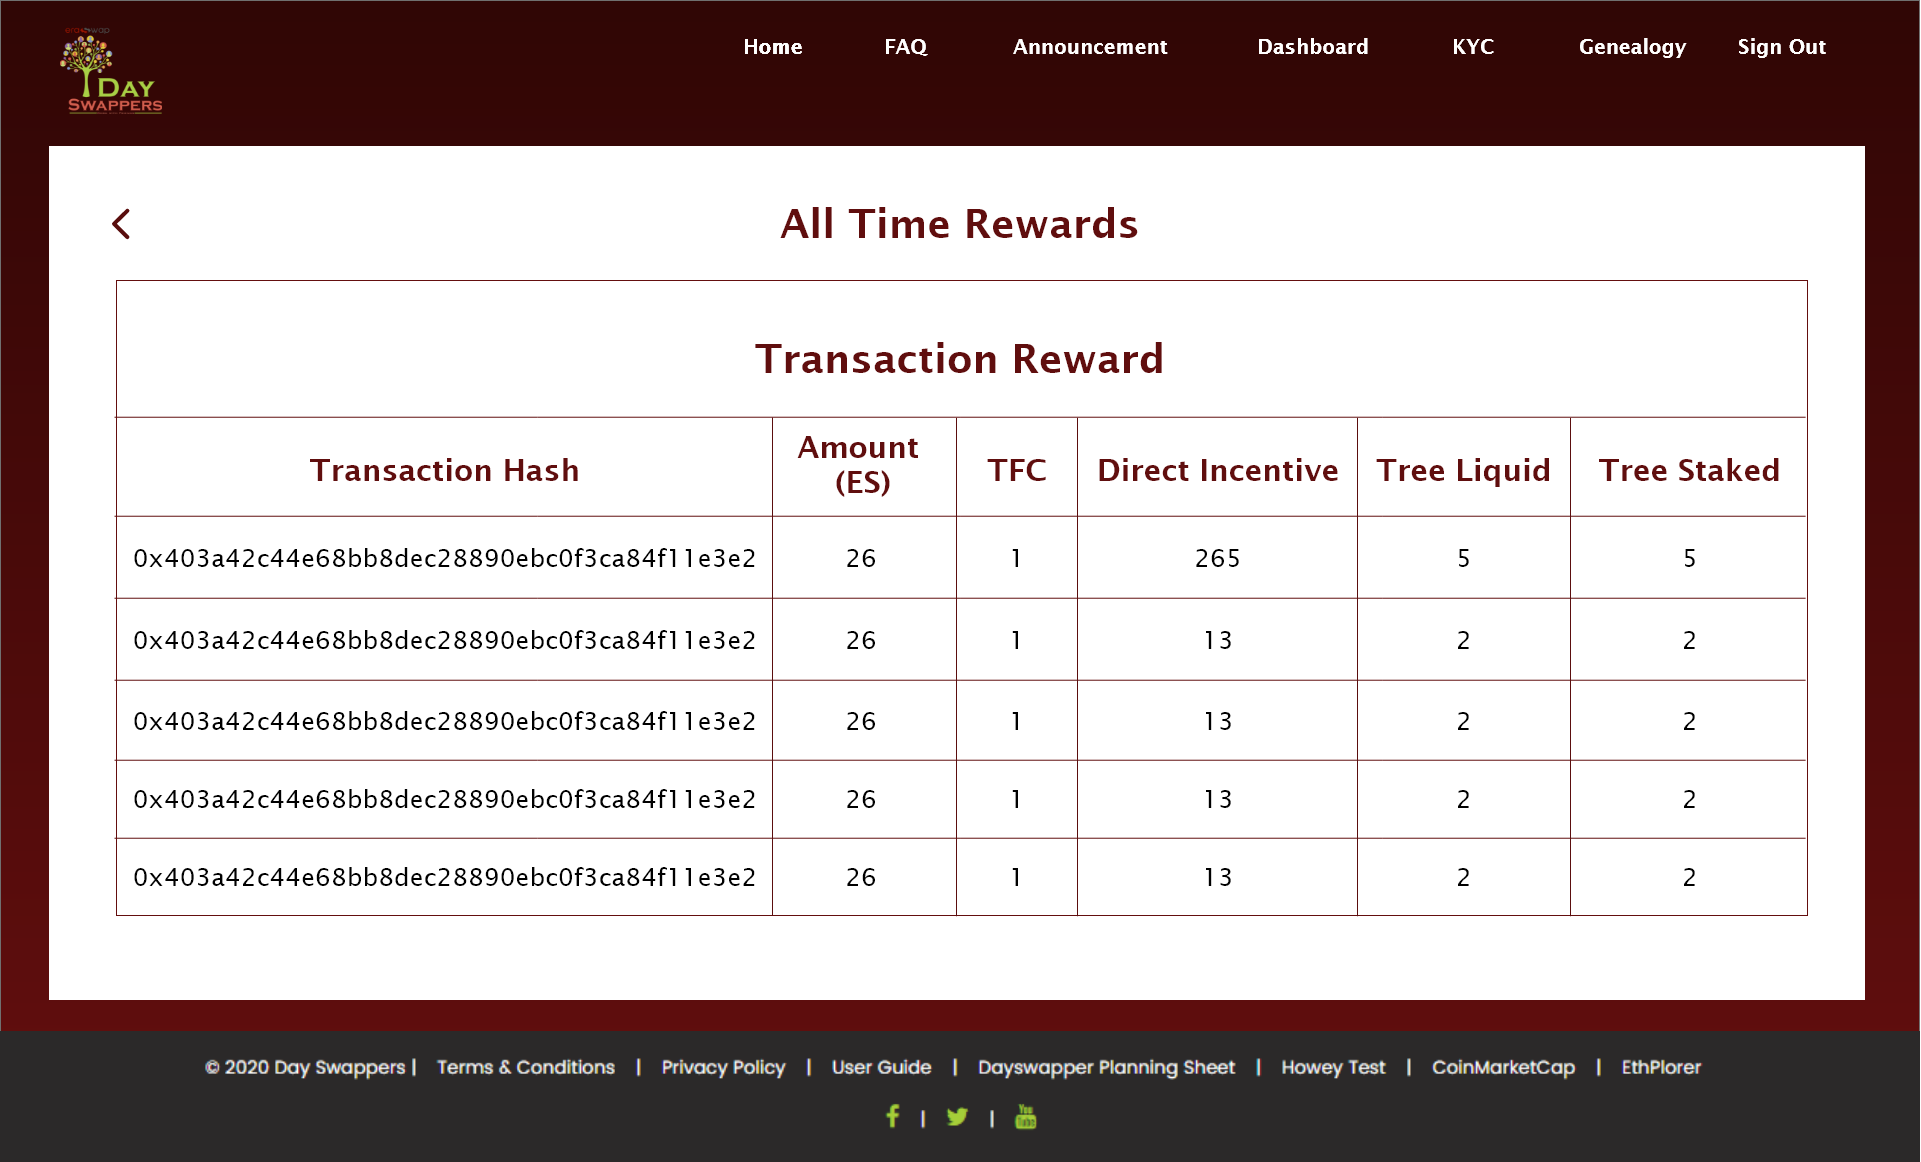 Home FAQ Announcement Dashboard KYC Genealogy Sign Out
DAY
SWAPPERS
All Time Rewards
Transaction Reward
Transaction Hash Amount (ES) TFC Direct Incentive Tree Liquid Tree Staked
0x403a42c44e68bb8dec28890ebc0f3ca84f11e3e2 26 1 265 5 5
0x403a42c44e68bb8dec28890ebc0f3ca84f11e3e2 26 1 13 2 2
0x403a42c44e68bb8dec28890ebc0f3ca84f11e3e2 26 1 13 2 2
0x403a42c44e68bb8dec28890ebc0f3ca84f11e3e2 26 1 13 2 2
0x403a42c44e68bb8dec28890ebc0f3ca84f11e3e2 26 1 13 2 2
© 2020 Day Swappers | Terms & Conditions | Privacy Policy | User Guide | Dayswapper Planning Sheet | Howey Test | CoinMarketCap | EthPlorer
| | You Tube